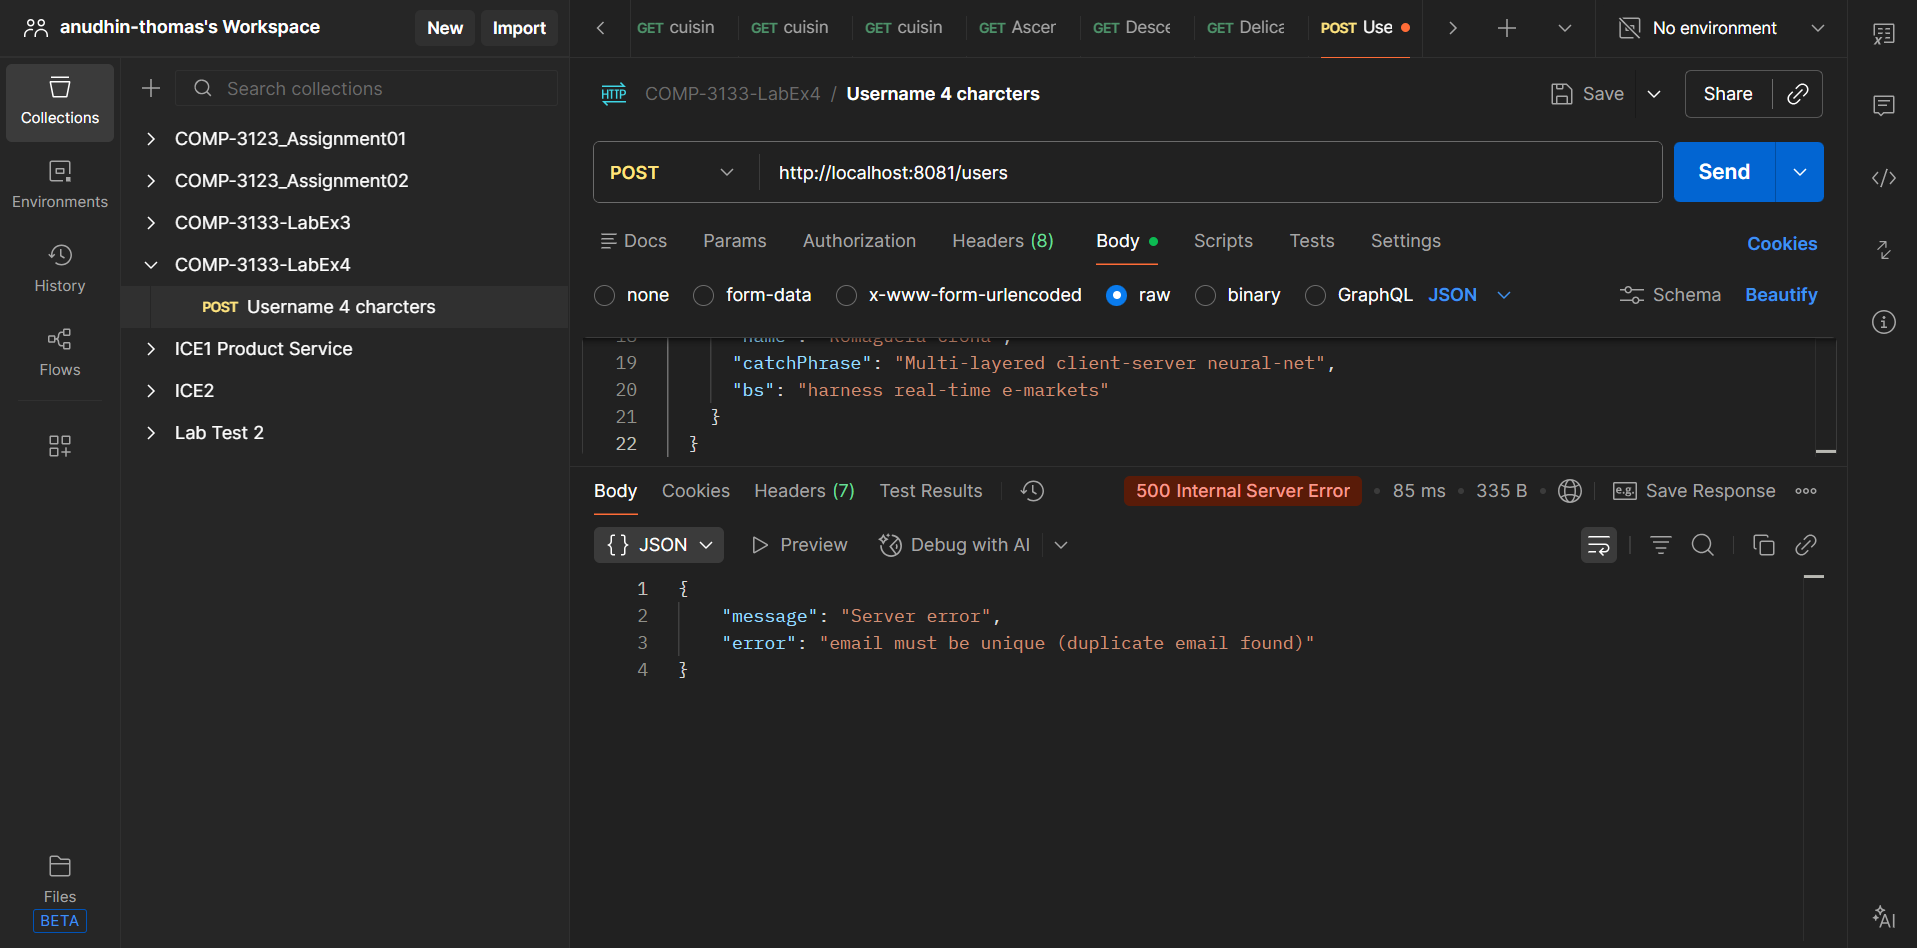 anudhin-thomas's Workspace
New
Import
GET cuisin
GET cuisin
GET cuisin
GET Ascer
GET Desce
GET Delica
POST Use
No environment
Collections
Environments
History
Flows
Files
BETA
Search collections
COMP-3123_Assignment01
COMP-3123_Assignment02
COMP-3133-LabEx3
COMP-3133-LabEx4
POST Username 4 charcters
ICE1 Product Service
ICE2
Lab Test 2
HTTP COMP-3133-LabEx4 / Username 4 charcters
Save
Share
POST http://localhost:8081/users
Send
Docs Params Authorization Headers (8) Body Scripts Tests Settings Cookies
none form-data x-www-form-urlencoded raw binary GraphQL JSON Schema Beautify
18 "name": "Romaguera-Crona",
19 "catchPhrase": "Multi-layered client-server neural-net",
20 "bs": "harness real-time e-markets"
21 }
22 }
Body Cookies Headers (7) Test Results 500 Internal Server Error • 85 ms • 335 B • e.g. Save Response
{} JSON Preview Debug with AI
1 {
2 "message": "Server error",
3 "error": "email must be unique (duplicate email found)"
4 }
AI